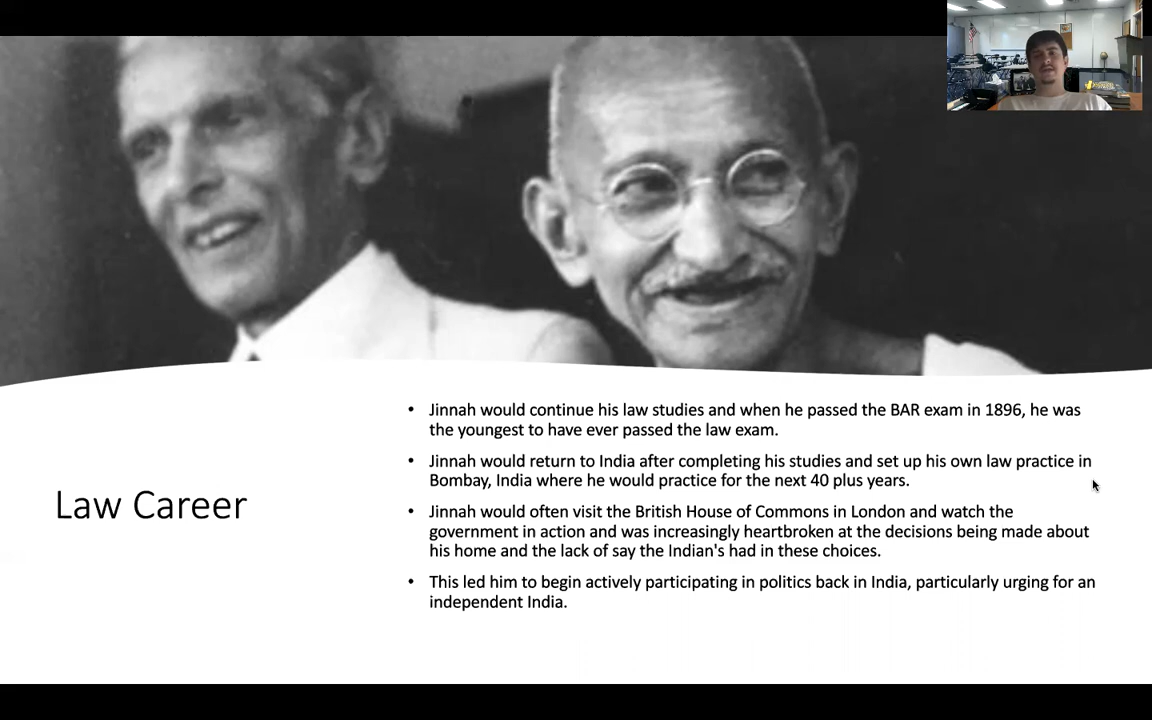 Law Career
• Jinnah would continue his law studies and when he passed the BAR exam in 1896, he was
the youngest to have ever passed the law exam.
• Jinnah would return to India after completing his studies and set up his own law practice in
Bombay, India where he would practice for the next 40 plus years.
• Jinnah would often visit the British House of Commons in London and watch the
government in action and was increasingly heartbroken at the decisions being made about
his home and the lack of say the Indian's had in these choices.
• This led him to begin actively participating in politics back in India, particularly urging for an
independent India.